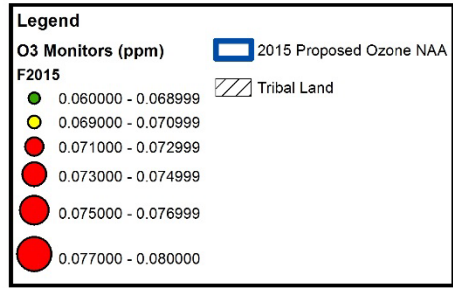 Legend
O3 Monitors (ppm)
F2015
0.060000 - 0.068999
0.069000 - 0.070999
0.071000 - 0.072999
0.073000 - 0.074999
0.075000 - 0.076999
0.077000 - 0.080000
2015 Proposed Ozone NAA
Tribal Land